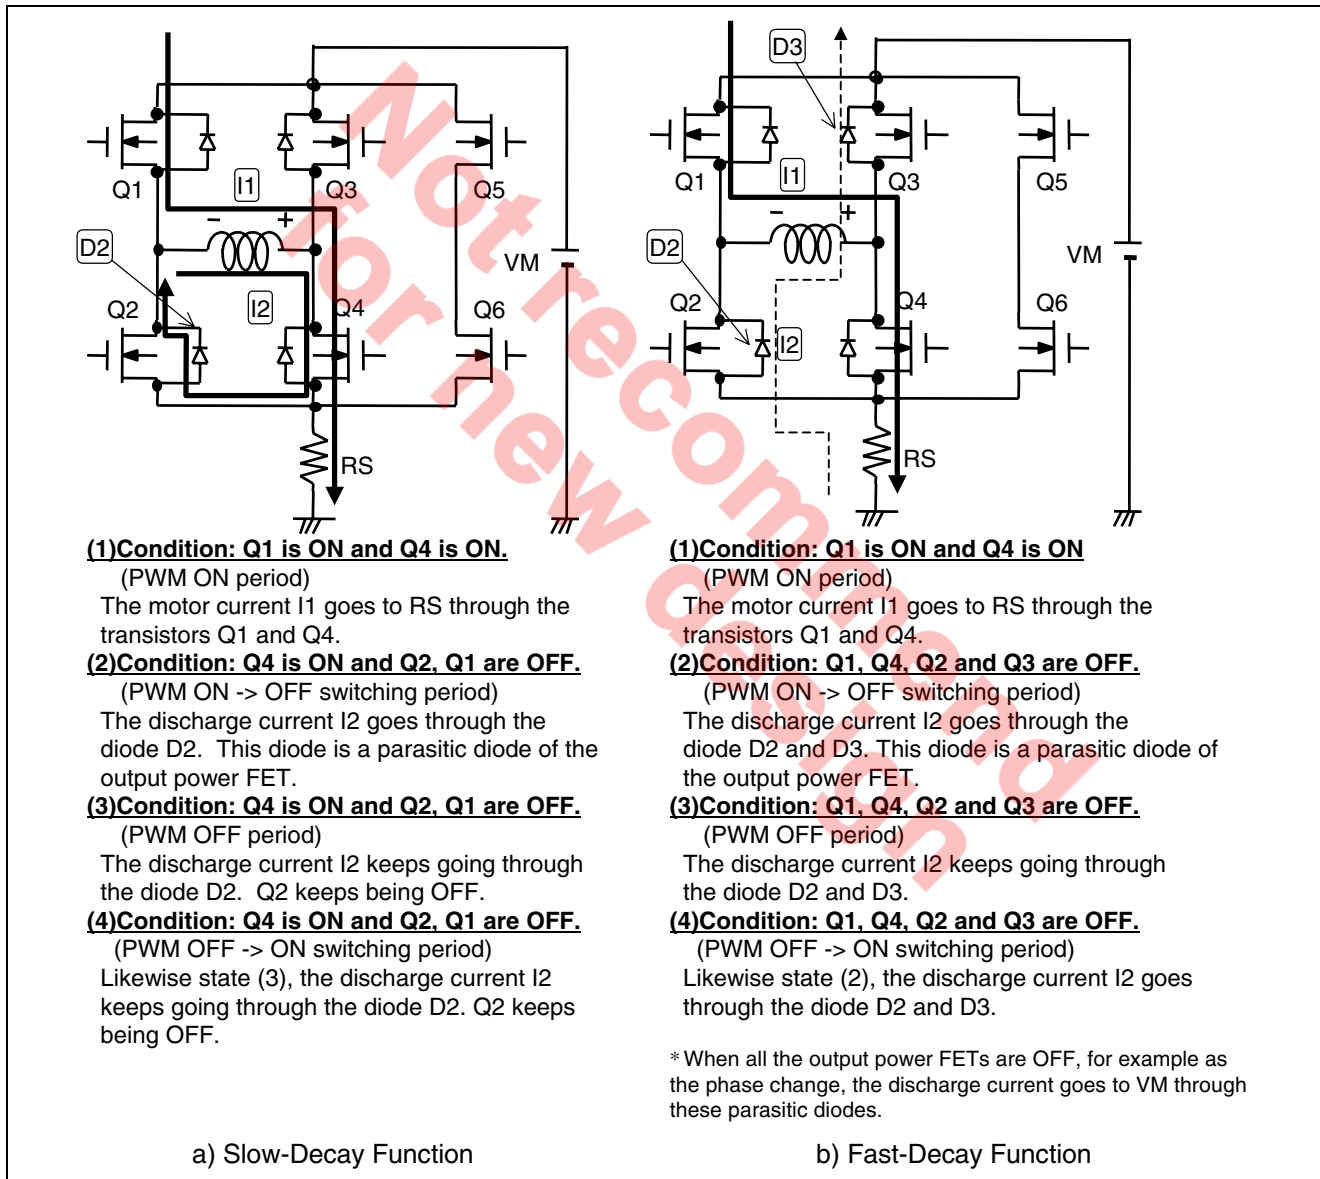 D3
Q1
I1
Q3
Q5
- +
D2
VM
Q2
I2
Q4
Q6
RS
Q1
I1
Q3
Q5
- +
D2
VM
Q2
I2
Q4
Q6
RS
(1)Condition: Q1 is ON and Q4 is ON.
(PWM ON period)
The motor current I1 goes to RS through the
transistors Q1 and Q4.
(2)Condition: Q4 is ON and Q2, Q1 are OFF.
(PWM ON -> OFF switching period)
The discharge current I2 goes through the
diode D2. This diode is a parasitic diode of the
output power FET.
(3)Condition: Q4 is ON and Q2, Q1 are OFF.
(PWM OFF period)
The discharge current I2 keeps going through
the diode D2. Q2 keeps being OFF.
(4)Condition: Q4 is ON and Q2, Q1 are OFF.
(PWM OFF -> ON switching period)
Likewise state (3), the discharge current I2
keeps going through the diode D2. Q2 keeps
being OFF.
a) Slow-Decay Function
(1)Condition: Q1 is ON and Q4 is ON
(PWM ON period)
The motor current I1 goes to RS through the
transistors Q1 and Q4.
(2)Condition: Q1, Q4, Q2 and Q3 are OFF.
(PWM ON -> OFF switching period)
The discharge current I2 goes through the
diode D2 and D3. This diode is a parasitic diode of
the output power FET.
(3)Condition: Q1, Q4, Q2 and Q3 are OFF.
(PWM OFF period)
The discharge current I2 keeps going through
the diode D2 and D3.
(4)Condition: Q1, Q4, Q2 and Q3 are OFF.
(PWM OFF -> ON switching period)
Likewise state (2), the discharge current I2 goes
through the diode D2 and D3.
* When all the output power FETs are OFF, for example as
the phase change, the discharge current goes to VM through
these parasitic diodes.
b) Fast-Decay Function
Not recommend
for new design